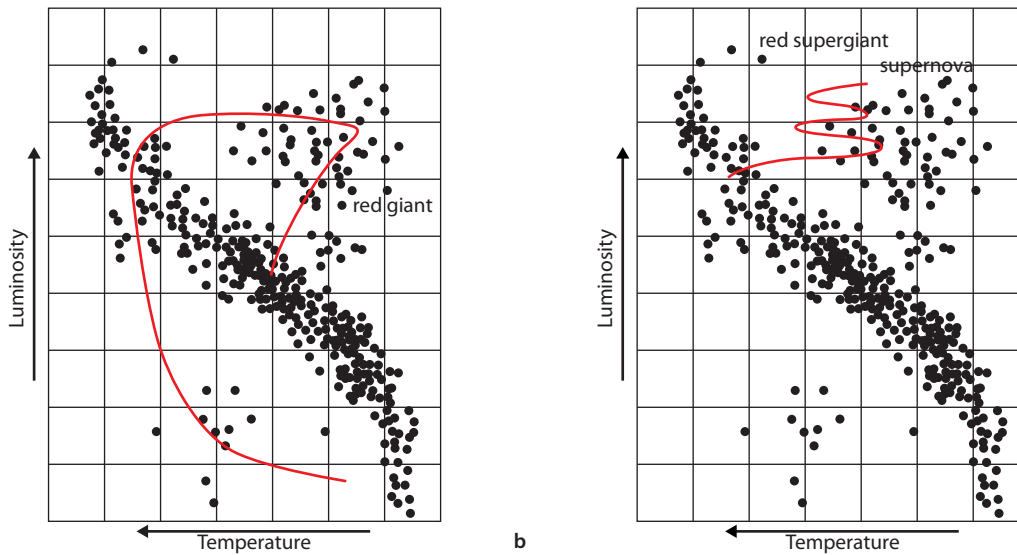 red giant
Luminosity
Temperature
b
red supergiant
supernova
Luminosity
Temperature